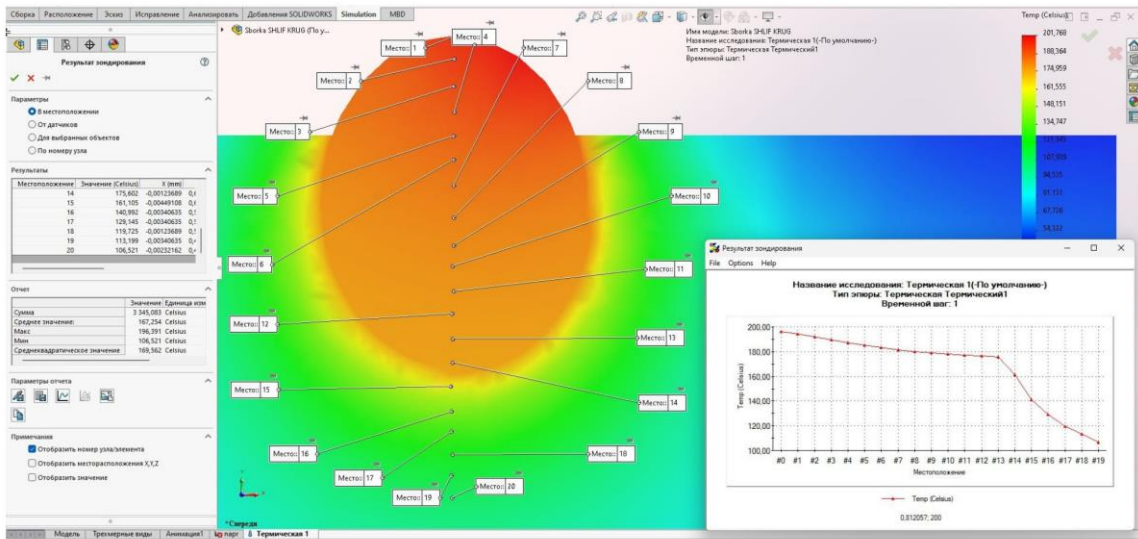 Сборка Расположение Эскиз Исправление Анализировать Добавления SOLIDWORKS Simulation MBD
Sborka SHLIF KRUG (По у...
Имя модели: Sborka SHLIF KRUG
Название исследования: Термическая 1(-По умолчанию-)
Тип эпюры: Термическая Термический1
Временной шаг: 1
Temp (Celsius)
201,768
188,364
174,959
161,555
148,151
134,747
94,535
67,726
54,322
Результат зондирования
Параметры
В местоположении
От датчиков
Для выбранных объектов
По номеру узла
Результаты
Местоположение Значение (Celsius) X (mm)
14 175,602 -0,00123689
15 161,105 -0,00449108
16 140,992 -0,00340635
17 129,145 -0,00340635
18 119,725 -0,00123689
19 113,199 -0,00340635
20 106,521 -0,00232162
Отчет
Значение Единица изм
Сумма 3 345,083 Celsius
Среднее значение: 167,254 Celsius
Макс 196,391 Celsius
Мин 106,521 Celsius
Среднеквадратическое значение 169,562 Celsius
Параметры отчета
Примечания
Отобразить номер узла/элемента
Отобразить месторасположения X,Y,Z
Отобразить значение
Место: 1
Место: 4
Место: 7
Место: 2
Место: 8
Место: 3
Место: 9
Место: 5
Место: 10
Место: 6
Место: 11
Место: 12
Место: 13
Место: 15
Место: 14
Место: 16
Место: 18
Место: 17
Место: 19
Место: 20
*Спереди
Результат зондирования
File Options Help
Название исследования: Термическая 1(-По умолчанию-)
Тип эпюры: Термическая Термический1
Временной шаг: 1
Temp (Celsius)
200,00
180,00
160,00
140,00
120,00
100,00
#0 #1 #2 #3 #4 #5 #6 #7 #8 #9 #10 #11 #12 #13 #14 #15 #16 #17 #18 #19
Местоположение
Temp (Celsius)
0,812057; 200
Модель Трехмерные виды Анимация1 напр Термическая 1